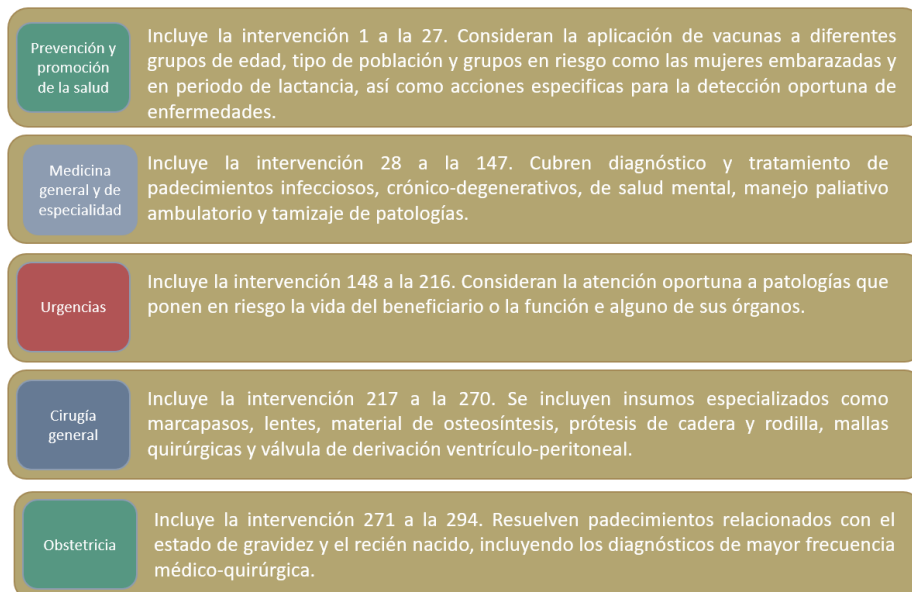 Prevención y
promoción
de la salud
Incluye la intervención 1 a la 27. Consideran la aplicación de vacunas a diferentes
grupos de edad, tipo de población y grupos en riesgo como las mujeres embarazadas y
en periodo de lactancia, así como acciones especificas para la detección oportuna de
enfermedades.
Medicina
general y de
especialidad
Incluye la intervención 28 a la 147. Cubren diagnóstico y tratamiento de
padecimientos infecciosos, crónico-degenerativos, de salud mental, manejo paliativo
ambulatorio y tamizaje de patologías.
Urgencias
Incluye la intervención 148 a la 216. Consideran la atención oportuna a patologías que
ponen en riesgo la vida del beneficiario o la función e alguno de sus órganos.
Cirugía
general
Incluye la intervención 217 a la 270. Se incluyen insumos especializados como
marcapasos, lentes, material de osteosíntesis, prótesis de cadera y rodilla, mallas
quirúrgicas y válvula de derivación ventrículo-peritoneal.
Obstetricia
Incluye la intervención 271 a la 294. Resuelven padecimientos relacionados con el
estado de gravidez y el recién nacido, incluyendo los diagnósticos de mayor frecuencia
médico-quirúrgica.